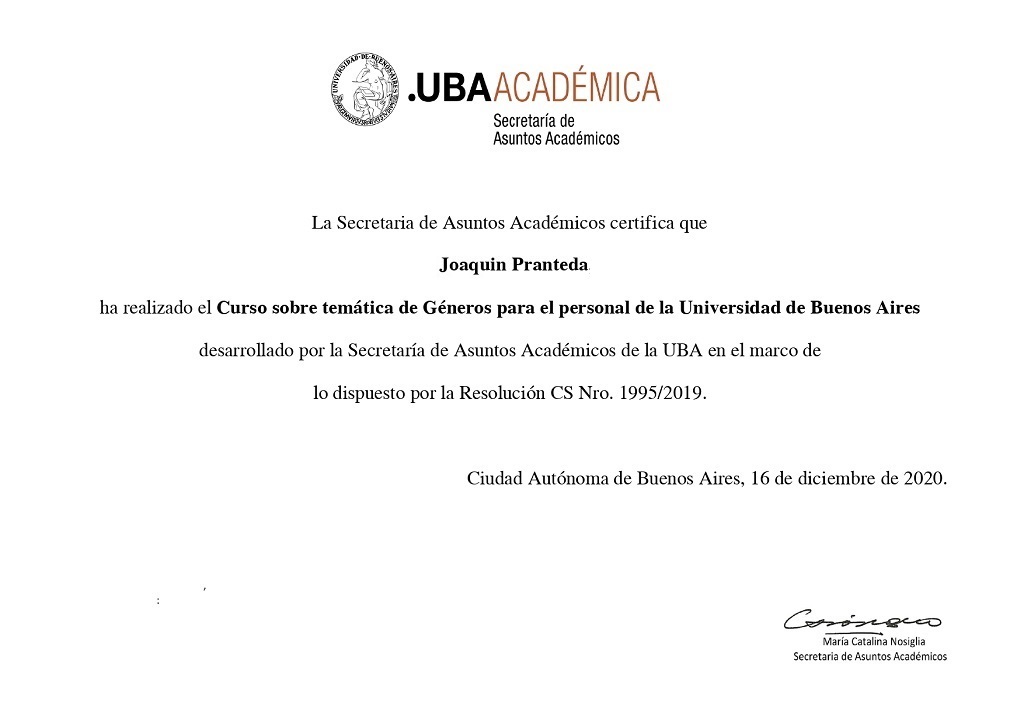 UNIVERSIDAD·DE·BUENOS AIRES
.UBAACADÉMICA
Secretaría de
Asuntos Académicos
La Secretaria de Asuntos Académicos certifica que
Joaquin Pranteda
ha realizado el Curso sobre temática de Géneros para el personal de la Universidad de Buenos Aires
desarrollado por la Secretaría de Asuntos Académicos de la UBA en el marco de
lo dispuesto por la Resolución CS Nro. 1995/2019.
Ciudad Autónoma de Buenos Aires, 16 de diciembre de 2020.
María Catalina Nosiglia
Secretaria de Asuntos Académicos